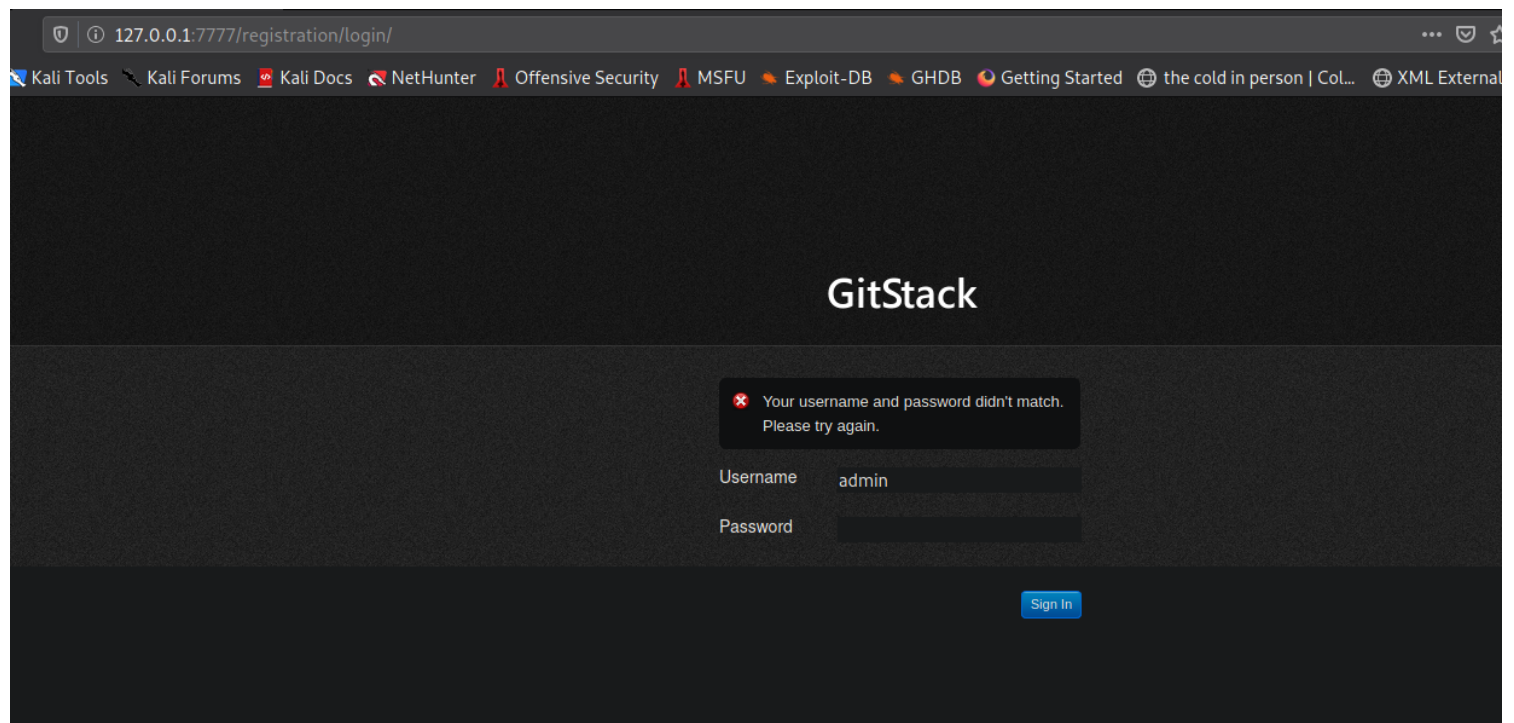 127.0.0.1:7777/registration/login/
Kali Tools Kali Forums Kali Docs NetHunter Offensive Security MSFU Exploit-DB GHDB Getting Started the cold in person | Col... XML External
GitStack
Your username and password didn't match.
Please try again.
Username admin
Password
Sign In